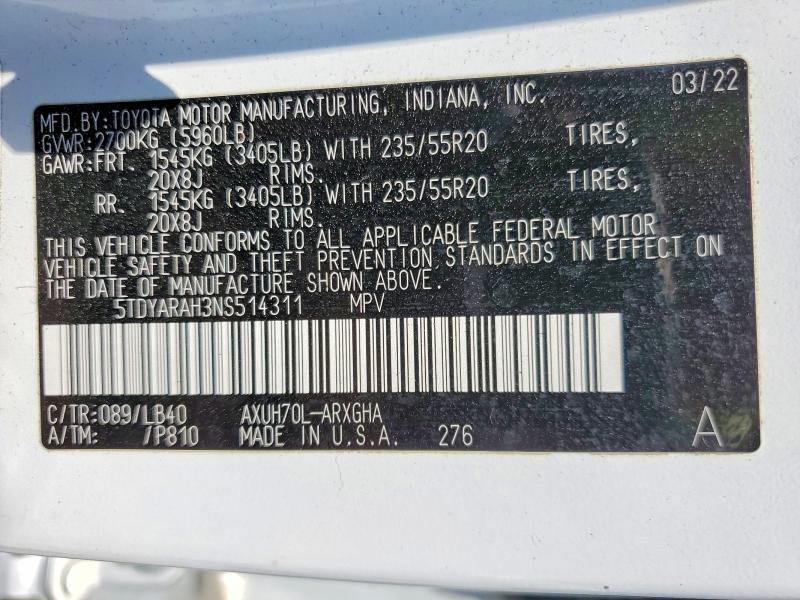 MFD.BY:TOYOTA MOTOR MANUFACTURING, INDIANA, INC. 03/22
GVWR:2700KG (5960LB)
GAWR:FRT. 1545KG (3405LB) WITH 235/55R20 TIRES,
20X8J RIMS.
RR. 1545KG (3405LB) WITH 235/55R20 TIRES,
20X8J RIMS.
THIS VEHICLE CONFORMS TO ALL APPLICABLE FEDERAL MOTOR
VEHICLE SAFETY AND THEFT PREVENTION STANDARDS IN EFFECT ON
THE DATE OF MANUFACTURE SHOWN ABOVE.
5TDYARAH3NS514311 MPV
C/TR:089/LB40 AXUH70L-ARXGHA
A/TM: /P810 MADE IN U.S.A. 276 A